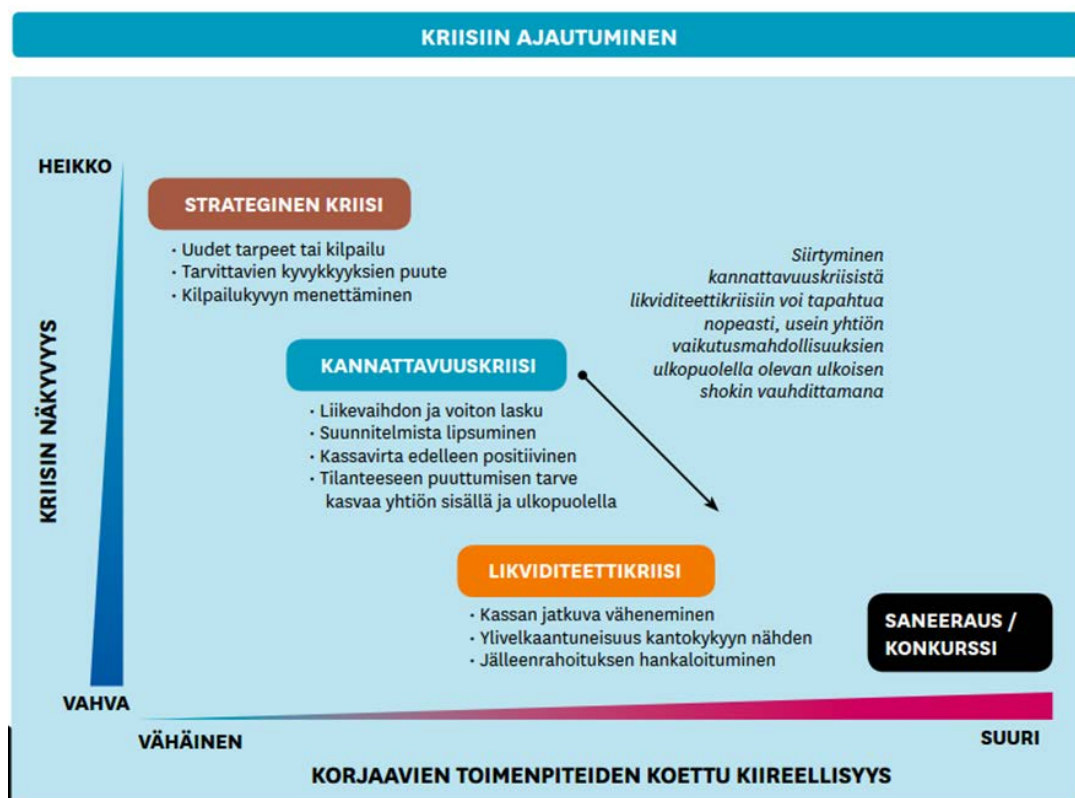 KRIISIIN AJAUTUMINEN
HEIKKO
KRIISIN NÄKYVYYS
VAHVA
STRATEGINEN KRIISI
· Uudet tarpeet tai kilpailu
· Tarvittavien kyvykkyyksien puute
· Kilpailukyvyn menettäminen
Siirtyminen
kannattavuuskriisistä
likviditeettikriisiin voi tapahtua
nopeasti, usein yhtiön
vaikutusmahdollisuuksien
ulkopuolella olevan ulkoisen
shokin vauhdittamana
KANNATTAVUUSKRIISI
· Liikevaihdon ja voiton lasku
· Suunnitelmista lipsuminen
· Kassavirta edelleen positiivinen
· Tilanteeseen puuttumisen tarve
kasvaa yhtiön sisällä ja ulkopuolella
LIKVIDITEETTIKRIISI
· Kassan jatkuva väheneminen
· Ylivelkaantuneisuus kantokykyyn nähden
· Jälleenrahoituksen hankaloituminen
SANEERAUS /
KONKURSSI
VÄHÄINEN
SUURI
KORJAAVIEN TOIMENPITEIDEN KOETTU KIIREELLISYYS